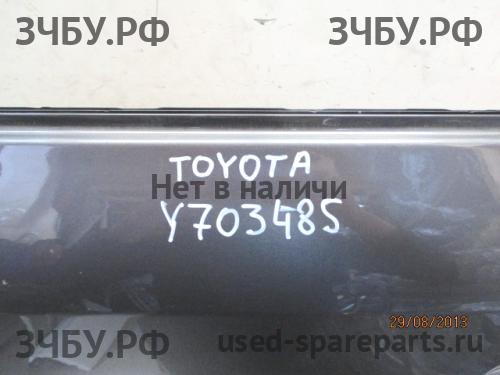 ЗЧБУ.РФ ЗЧБУ.РФ
TOYOTA
Нет в наличи
Y703485
29/08/2013
ЗЧБУ.РФ used-spareparts.ru